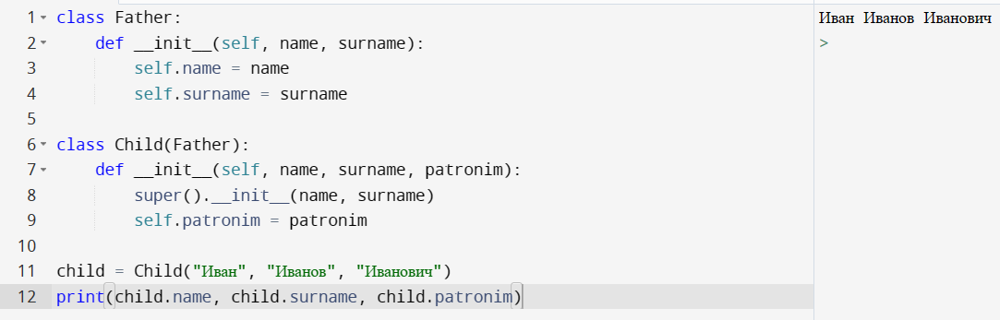 1 class Father:
2     def __init__(self, name, surname):
3         self.name = name
4         self.surname = surname
5
6 class Child(Father):
7     def __init__(self, name, surname, patronim):
8         super().__init__(name, surname)
9         self.patronim = patronim
10
11 child = Child("Иван", "Иванов", "Иванович")
12 print(child.name, child.surname, child.patronim)
Иван Иванов Иванович
>